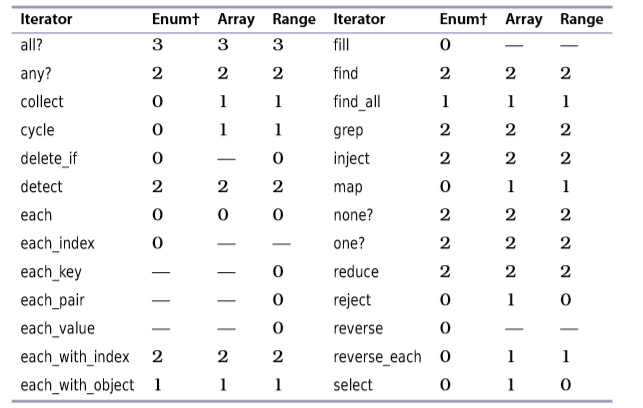 Iterator Enum† Array Range Iterator Enum† Array Range
all? 3 3 3 fill 0 — —
any? 2 2 2 find 2 2 2
collect 0 1 1 find_all 1 1 1
cycle 0 1 1 grep 2 2 2
delete_if 0 — 0 inject 2 2 2
detect 2 2 2 map 0 1 1
each 0 0 0 none? 2 2 2
each_index 0 — — one? 2 2 2
each_key — — 0 reduce 2 2 2
each_pair — — 0 reject 0 1 0
each_value — — 0 reverse 0 — —
each_with_index 2 2 2 reverse_each 0 1 1
each_with_object 1 1 1 select 0 1 0